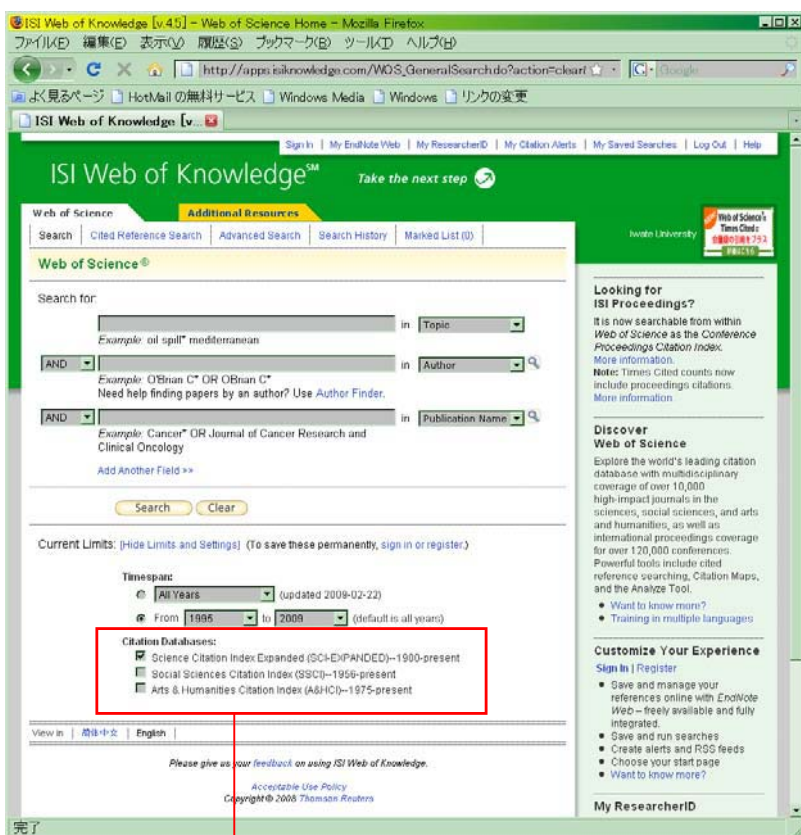 ISI Web of Knowledge [v.4.5] - Web of Science Home - Mozilla Firefox
ファイル(F) 編集(E) 表示(V) 履歴(S) ブックマーク(B) ツール(T) ヘルプ(H)
http://apps.isiknowledge.com/WOS_GeneralSearch.do?action=clear
Google
よく見るページ HotMail の無料サービス Windows Media Windows リンクの変更
ISI Web of Knowledge [v...
Sign In | My EndNote Web | My ResearcherID | My Citation Alerts | My Saved Searches | Log Out | Help
ISI Web of Knowledge℠ Take the next step
Web of Science Additional Resources
Search Cited Reference Search Advanced Search Search History Marked List (0)
Iwate University
Web of Science's
Times Citedと
Web of Science®
Search for:
in Topic
Example: oil spill* mediterranean
AND in Author
Example: O'Brian C* OR OBrian C*
Need help finding papers by an author? Use Author Finder.
AND in Publication Name
Example: Cancer* OR Journal of Cancer Research and
Clinical Oncology
Add Another Field >>
Search Clear
Current Limits: [Hide Limits and Settings] (To save these permanently, sign in or register.)
Timespan:
All Years (updated 2009-02-22)
From 1995 to 2009 (default is all years)
Citation Databases:
Science Citation Index Expanded (SCI-EXPANDED)--1900-present
Social Sciences Citation Index (SSCI)--1956-present
Arts & Humanities Citation Index (A&HCI)--1975-present
View in | 简体中文 | English |
Please give us your feedback on using ISI Web of Knowledge.
Acceptable Use Policy
Copyright © 2008 Thomson Reuters
Looking for
ISI Proceedings?
It is now searchable from within
Web of Science as the Conference
Proceedings Citation Index.
More information.
Note: Times Cited counts now
include proceedings citations.
More information.
Discover
Web of Science
Explore the world's leading citation
database with multidisciplinary
coverage of over 10,000
high-impact journals in the
sciences, social sciences, and arts
and humanities, as well as
international proceedings coverage
for over 120,000 conferences.
Powerful tools include cited
reference searching, Citation Maps,
and the Analyze Tool.
Want to know more?
Training in multiple languages
Customize Your Experience
Sign In | Register
Save and manage your
references online with EndNote
Web – freely available and fully
integrated.
Save and run searches
Create alerts and RSS feeds
Choose your start page
Want to know more?
My ResearcherID
完了